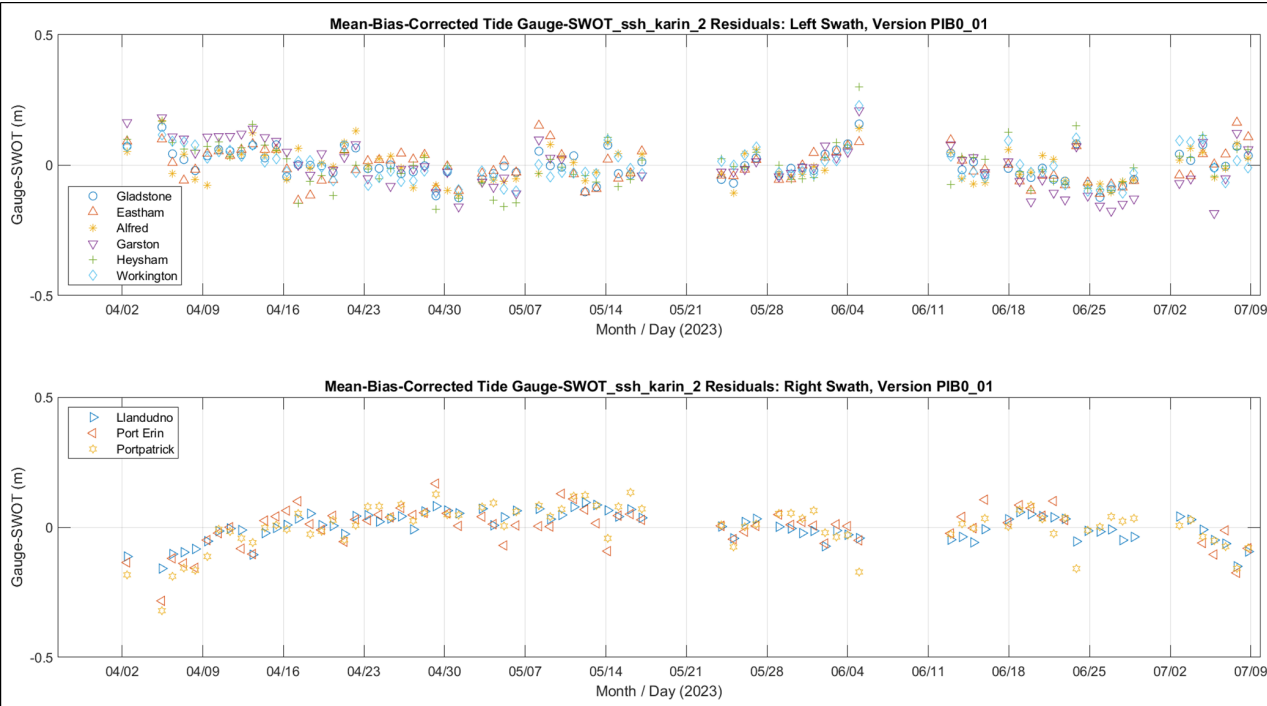 Mean-Bias-Corrected Tide Gauge-SWOT_ssh_karin_2 Residuals: Left Swath, Version PIB0_01
0.5
0
-0.5
Gauge-SWOT (m)
Gladstone
Eastham
Alfred
Garston
Heysham
Workington
04/02 04/09 04/16 04/23 04/30 05/07 05/14 05/21 05/28 06/04 06/11 06/18 06/25 07/02 07/09
Month / Day (2023)
Mean-Bias-Corrected Tide Gauge-SWOT_ssh_karin_2 Residuals: Right Swath, Version PIB0_01
0.5
0
-0.5
Gauge-SWOT (m)
Llandudno
Port Erin
Portpatrick
04/02 04/09 04/16 04/23 04/30 05/07 05/14 05/21 05/28 06/04 06/11 06/18 06/25 07/02 07/09
Month / Day (2023)